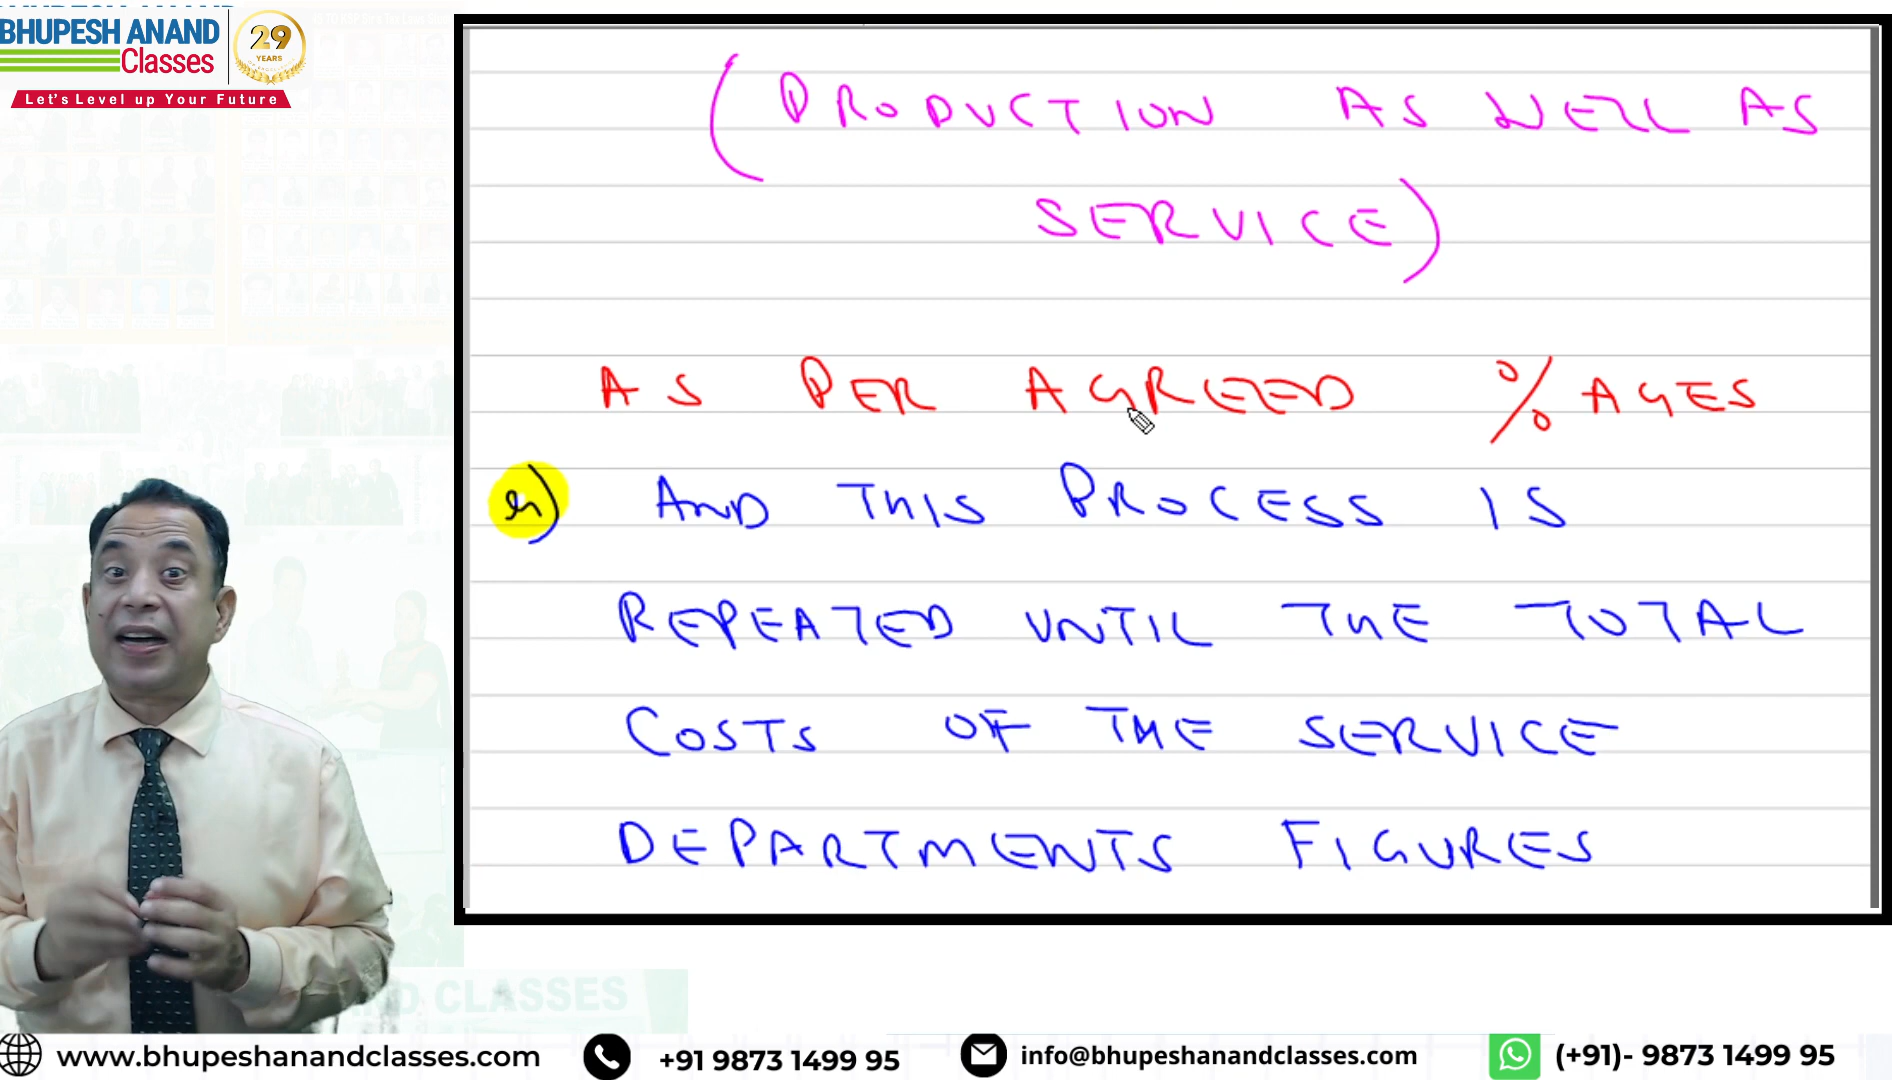 BHUPESH ANAND
Classes
29
YEARS
Let's Level up Your Future
(PRODUCTION AS WELL AS
SERVICE)
AS PER AGREED %AGES
AND THIS PROCESS IS
REPEATED UNTIL THE TOTAL
COSTS OF THE SERVICE
DEPARTMENTS FIGURES
D CLASSES
www.bhupeshanandclasses.com
+91 9873 1499 95
info@bhupeshanandclasses.com
(+91)- 9873 1499 95